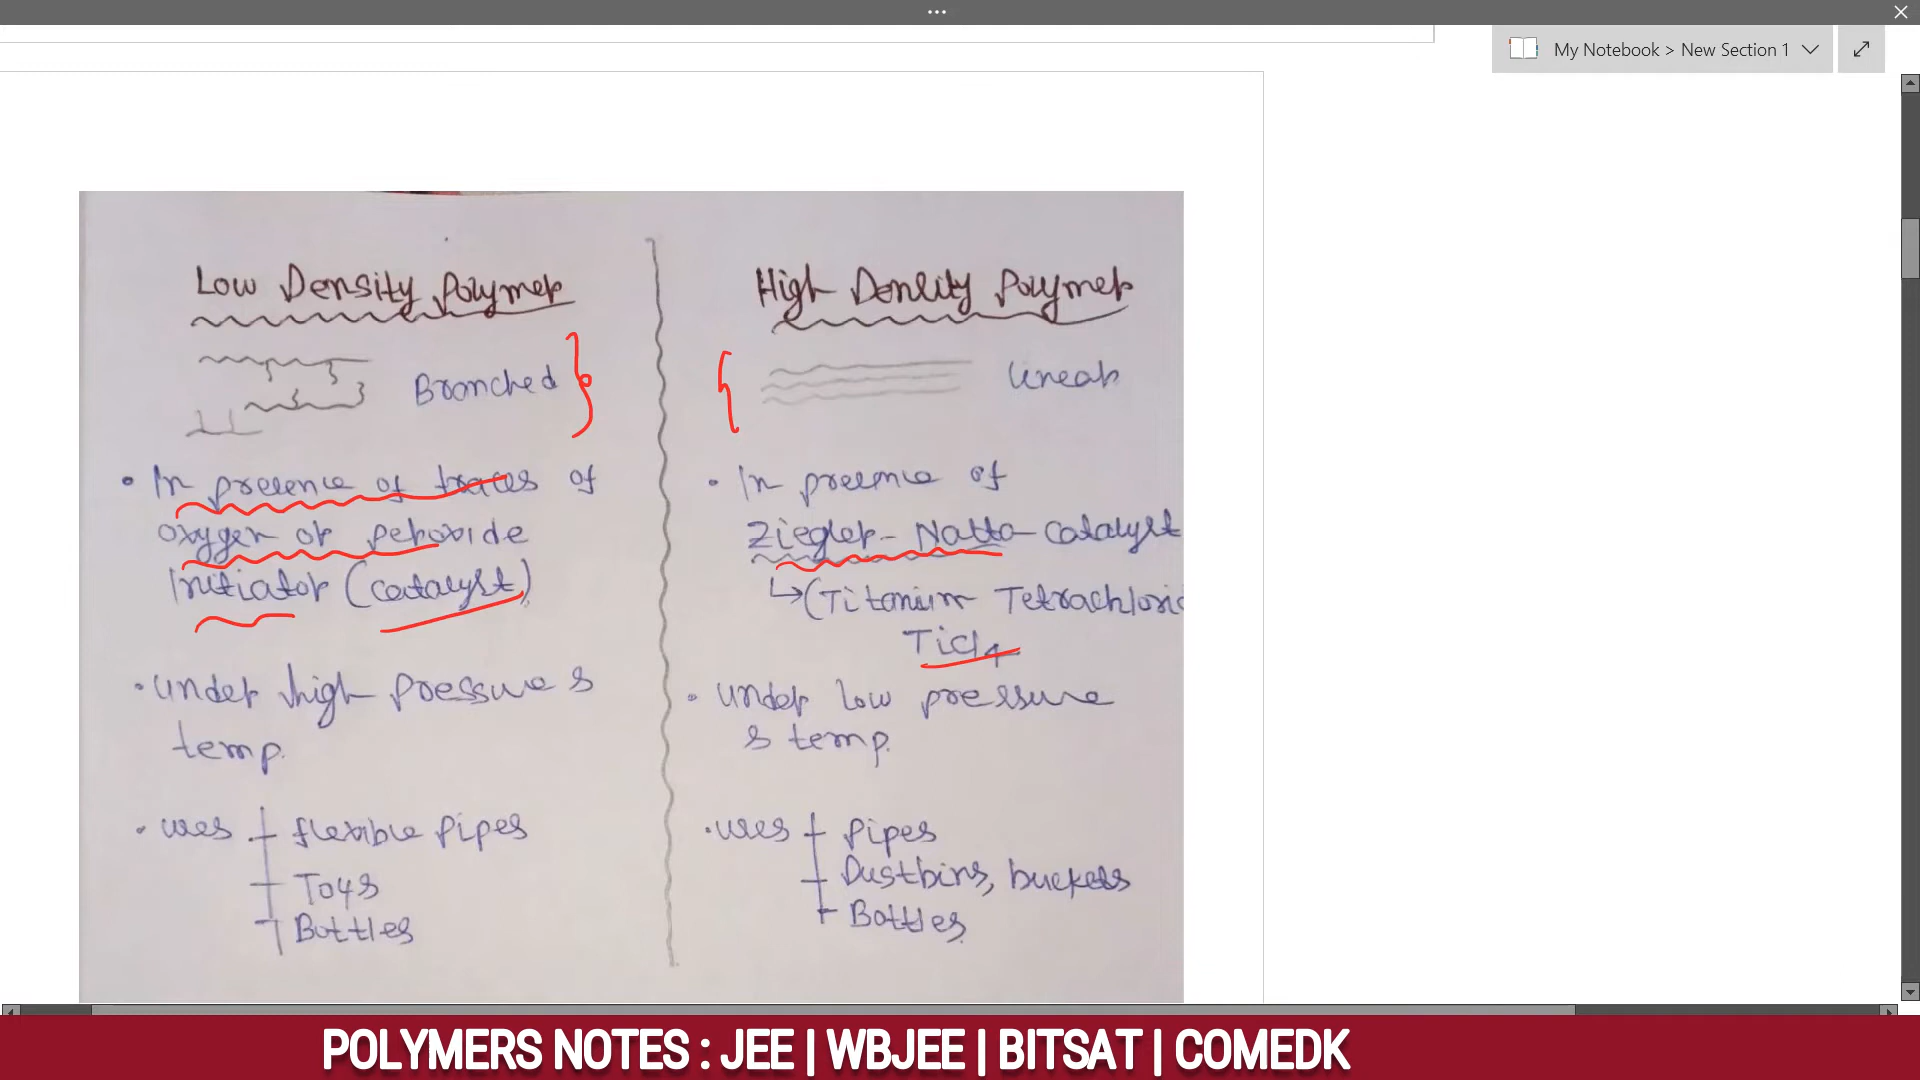 My Notebook > New Section 1
Low Density Polymer
Branched
• In presence of traces of
oxygen or peroxide
Initiator (catalyst)
• under high pressure &
temp.
• uses
flexible pipes
Toys
Bottles
High Density Polymer
Linear
• In presence of
Ziegler-Natta-Catalyst
↳ (Titanium Tetrachlorid
TiCl4
• under low pressure
& temp.
• uses
pipes
Dustbins, buckets
Bottles
POLYMERS NOTES : JEE | WBJEE | BITSAT | COMEDK